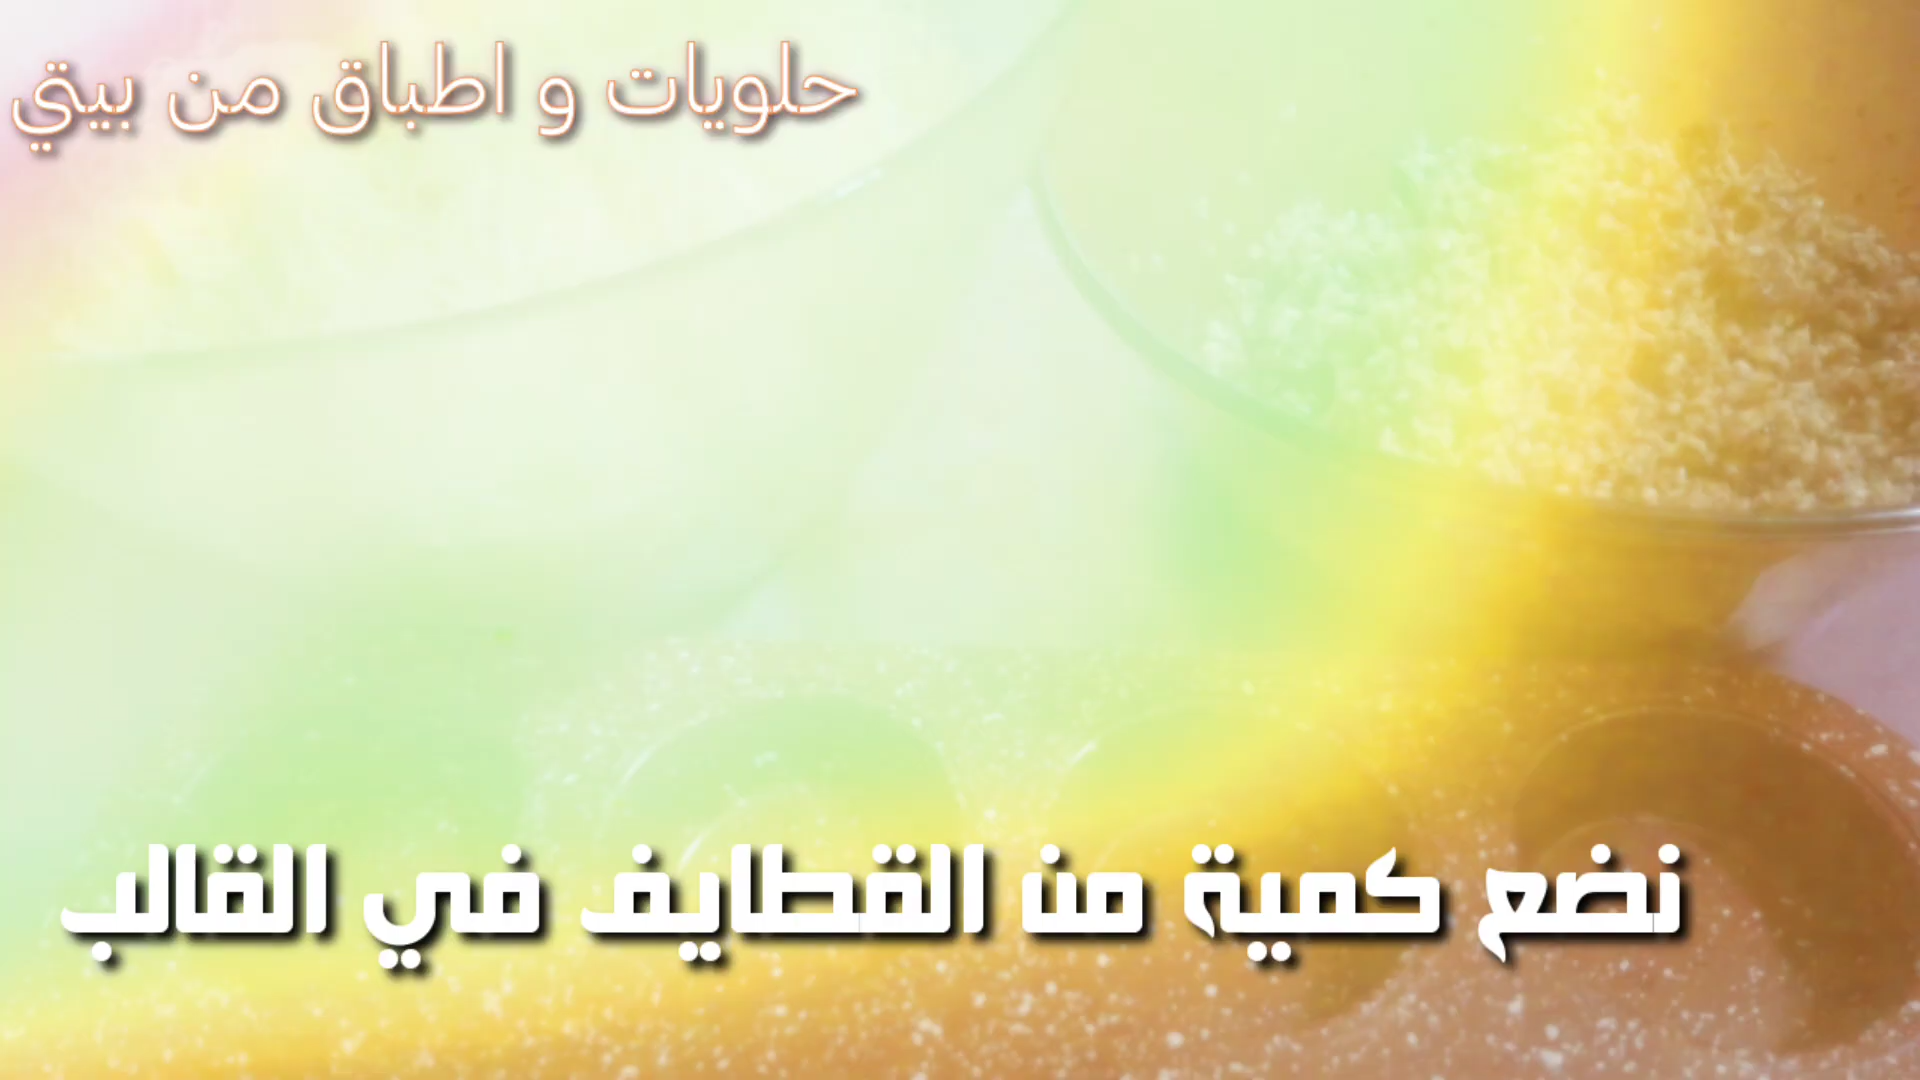 حلويات و اطباق من بيتي
نضع كمية من القطايف في القالب